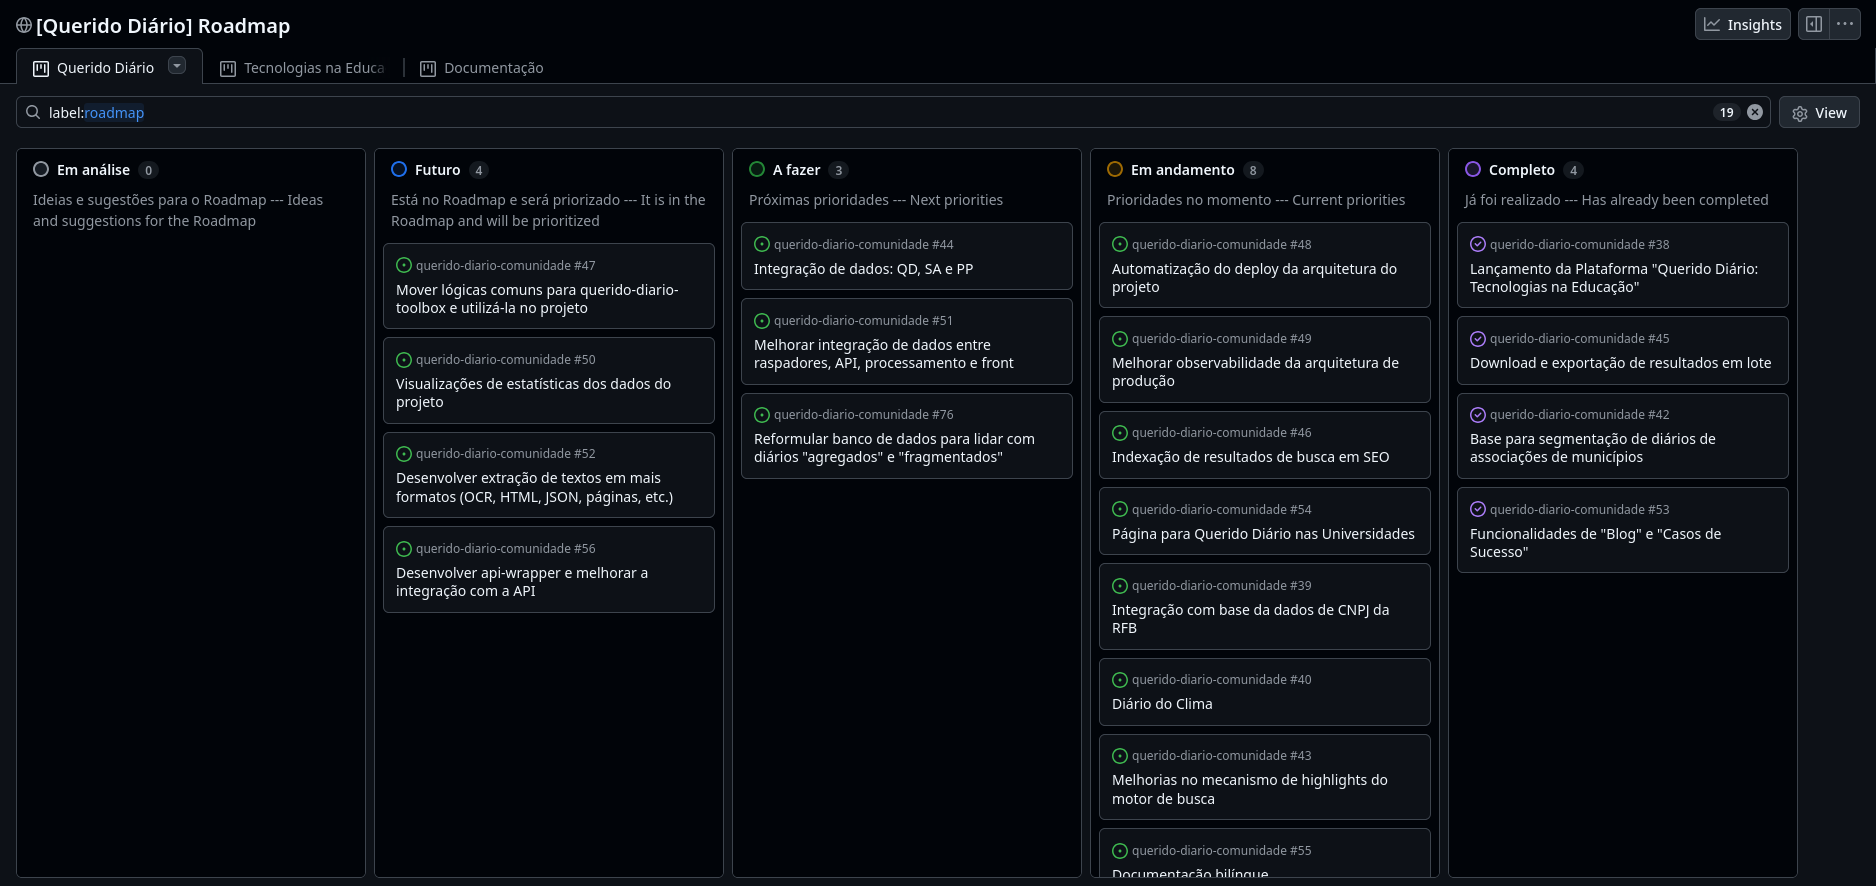 [Querido Diário] Roadmap
Insights
Querido Diário
Tecnologias na Educa
Documentação
label:roadmap
19
View
Em análise 0
Ideias e sugestões para o Roadmap --- Ideas
and suggestions for the Roadmap
Futuro 4
Está no Roadmap e será priorizado --- It is in the
Roadmap and will be prioritized
querido-diario-comunidade #47
Mover lógicas comuns para querido-diario-
toolbox e utilizá-la no projeto
querido-diario-comunidade #50
Visualizações de estatísticas dos dados do
projeto
querido-diario-comunidade #52
Desenvolver extração de textos em mais
formatos (OCR, HTML, JSON, páginas, etc.)
querido-diario-comunidade #56
Desenvolver api-wrapper e melhorar a
integração com a API
A fazer 3
Próximas prioridades --- Next priorities
querido-diario-comunidade #44
Integração de dados: QD, SA e PP
querido-diario-comunidade #51
Melhorar integração de dados entre
raspadores, API, processamento e front
querido-diario-comunidade #76
Reformular banco de dados para lidar com
diários "agregados" e "fragmentados"
Em andamento 8
Prioridades no momento --- Current priorities
querido-diario-comunidade #48
Automatização do deploy da arquitetura do
projeto
querido-diario-comunidade #49
Melhorar observabilidade da arquitetura de
produção
querido-diario-comunidade #46
Indexação de resultados de busca em SEO
querido-diario-comunidade #54
Página para Querido Diário nas Universidades
querido-diario-comunidade #39
Integração com base da dados de CNPJ da
RFB
querido-diario-comunidade #40
Diário do Clima
querido-diario-comunidade #43
Melhorias no mecanismo de highlights do
motor de busca
querido-diario-comunidade #55
Documentação bilíngue
Completo 4
Já foi realizado --- Has already been completed
querido-diario-comunidade #38
Lançamento da Plataforma "Querido Diário:
Tecnologias na Educação"
querido-diario-comunidade #45
Download e exportação de resultados em lote
querido-diario-comunidade #42
Base para segmentação de diários de
associações de municípios
querido-diario-comunidade #53
Funcionalidades de "Blog" e "Casos de
Sucesso"